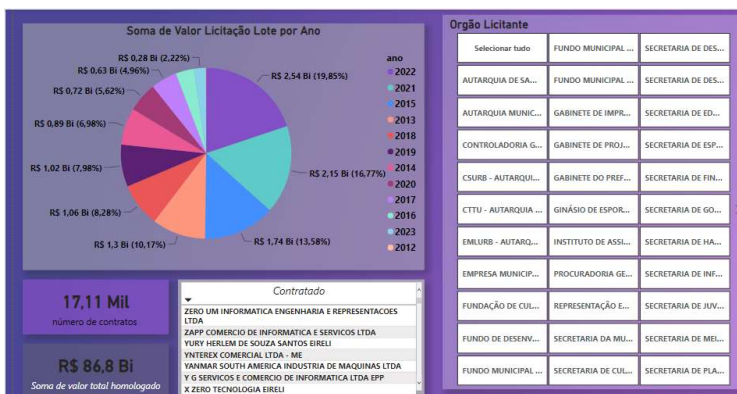 Soma de Valor Licitação Lote por Ano
R$ 0,28 Bi (2,22%)
R$ 0,63 Bi (4,96%)
R$ 0,72 Bi (5,62%)
R$ 0,89 Bi (6,98%)
R$ 1,02 Bi (7,98%)
R$ 1,06 Bi (8,28%)
R$ 1,3 Bi (10,17%)
R$ 2,54 Bi (19,85%)
R$ 2,15 Bi (16,77%)
R$ 1,74 Bi (13,58%)
ano
2022
2021
2015
2013
2018
2019
2014
2020
2017
2016
2023
2012
Orgão Licitante
Selecionar tudo
FUNDO MUNICIPAL ...
SECRETARIA DE DES...
AUTARQUIA DE SA...
FUNDO MUNICIPAL ...
SECRETARIA DE DES...
AUTARQUIA MUNIC...
GABINETE DE IMPR...
SECRETARIA DE ED...
CONTROLADORIA G...
GABINETE DE PROJ...
SECRETARIA DE ESP...
CSURB - AUTARQUI...
GABINETE DO PREF...
SECRETARIA DE FIN...
CTTU - AUTARQUIA ...
GINÁSIO DE ESPOR...
SECRETARIA DE GO...
EMLURB - AUTARQ...
INSTITUTO DE ASSI...
SECRETARIA DE HA...
EMPRESA MUNICIP...
PROCURADORIA GE...
SECRETARIA DE INF...
FUNDAÇÃO DE CUL...
REPRESENTAÇÃO E...
SECRETARIA DE JUV...
FUNDO DE DESENV...
SECRETARIA DA MU...
SECRETARIA DE MEI...
FUNDO MUNICIPAL ...
SECRETARIA DE CUL...
SECRETARIA DE PLA...
17,11 Mil
número de contratos
R$ 86,8 Bi
Soma de valor total homologado
Contratado
ZERO UM INFORMATICA ENGENHARIA E REPRESENTACOES
LTDA
ZAPP COMERCIO DE INFORMATICA E SERVICOS LTDA
YURY HERLEM DE SOUZA SANTOS EIRELI
YNTEREX COMERCIAL LTDA - ME
YANMAR SOUTH AMERICA INDUSTRIA DE MAQUINAS LTDA
Y G SERVICOS E COMERCIO DE INFORMATICA LTDA EPP
X ZERO TECNOLOGIA EIRELI